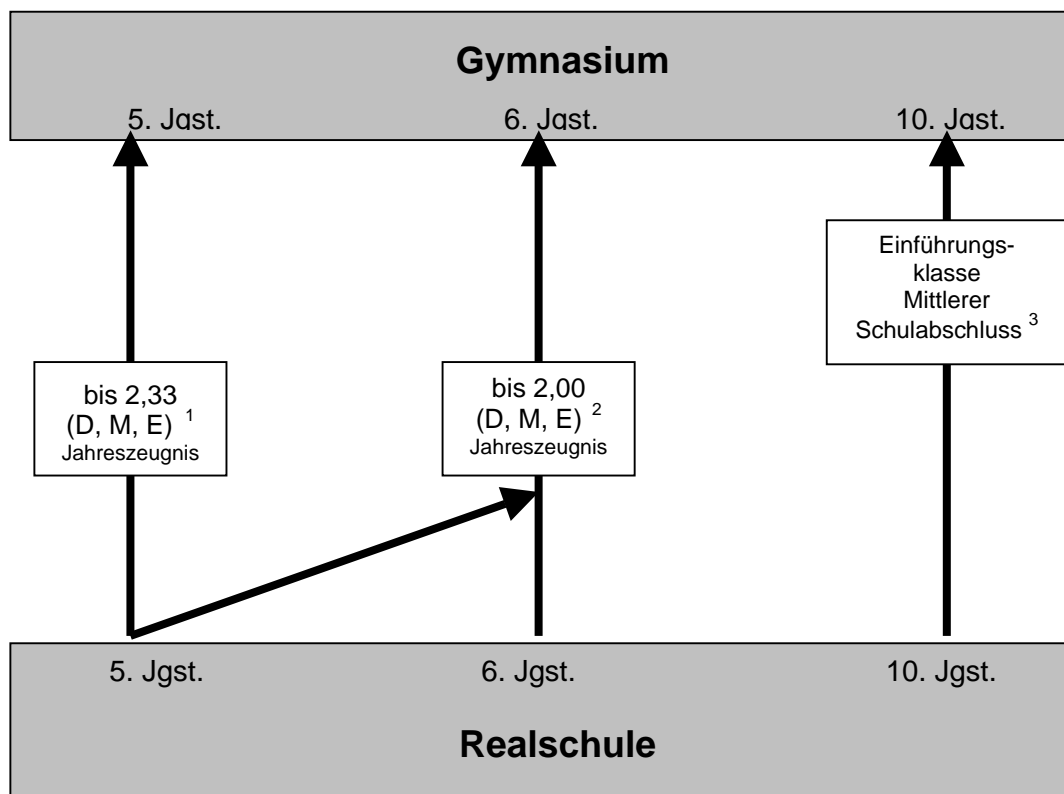 Gymnasium
5. Jgst. 6. Jgst. 10. Jgst.
Einführungs-
klasse
Mittlerer
Schulabschluss 3
bis 2,33
(D, M, E) 1
Jahreszeugnis
bis 2,00
(D, M, E) 2
Jahreszeugnis
5. Jgst. 6. Jgst. 10. Jgst.
Realschule